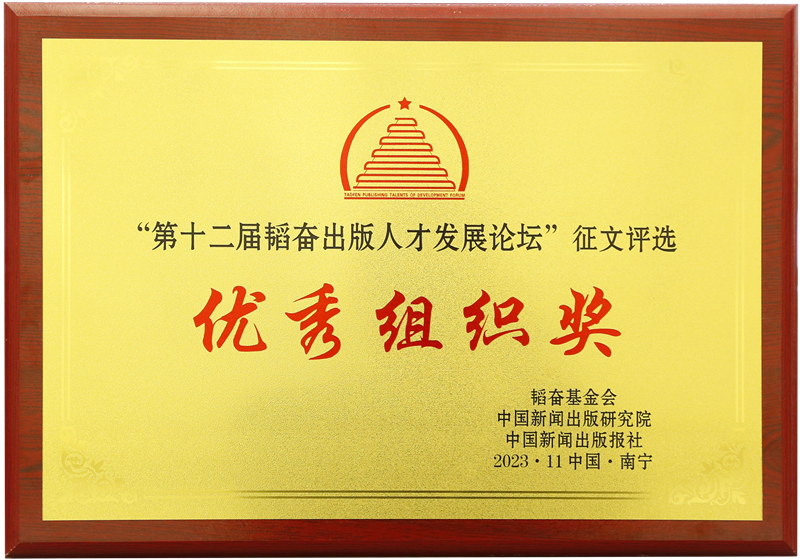 TAOFEN PUBLISHING TALENTS OF DEVELOPMENT FORUM
“第十二届韬奋出版人才发展论坛”征文评选
优秀组织奖
韬奋基金会
中国新闻出版研究院
中国新闻出版报社
2023·11 中国·南宁